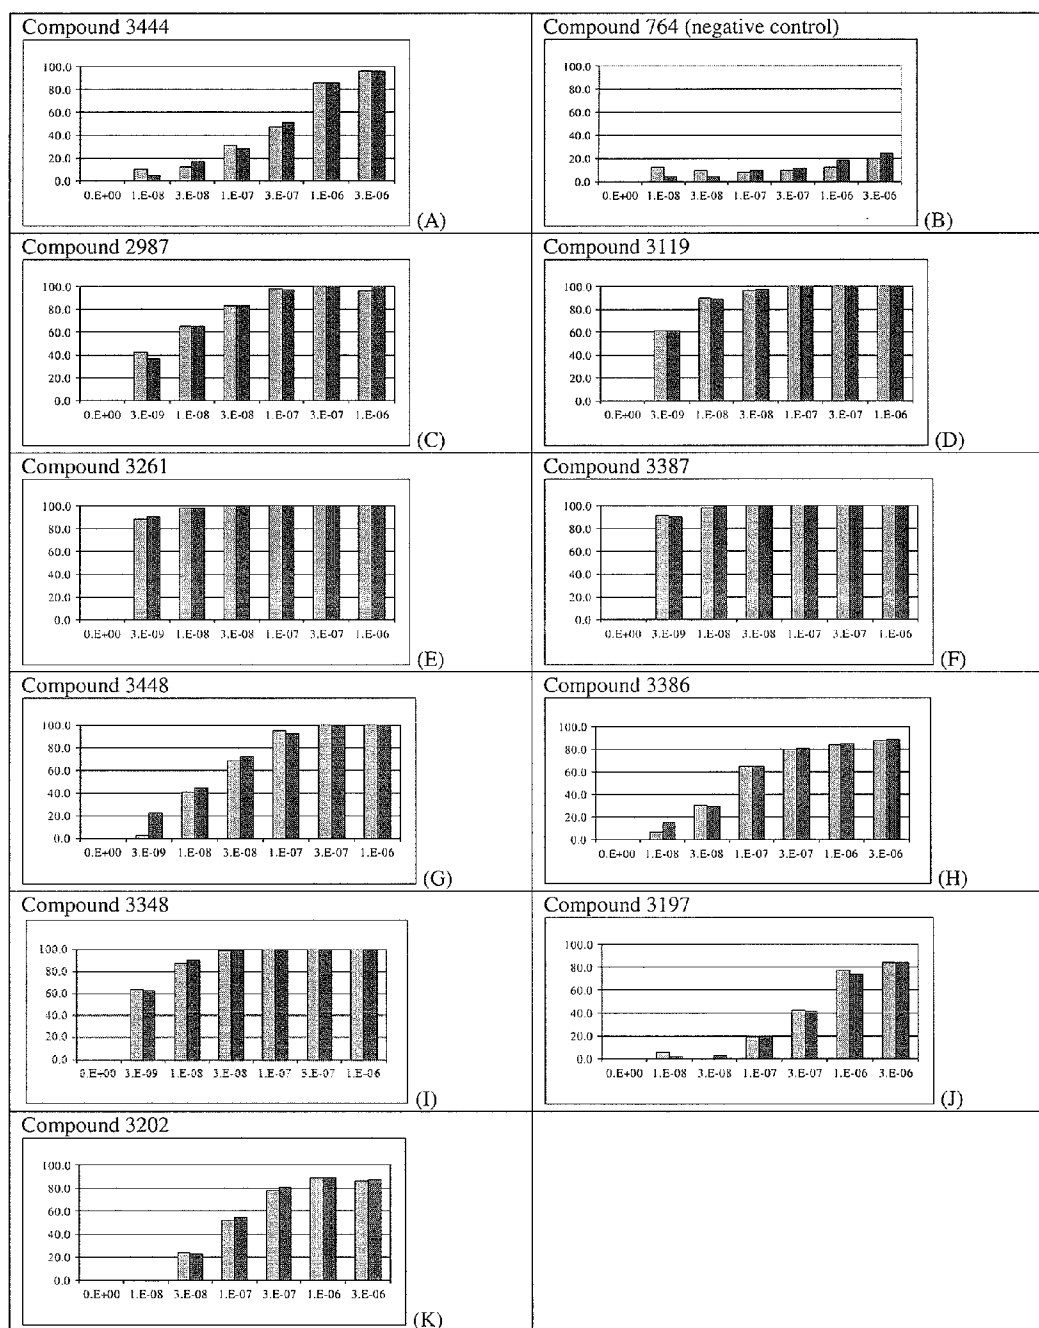 Compound 3444
100.0
80.0
60.0
40.0
20.0
0.0
0.E+00 1.E-08 3.E-08 1.E-07 3.E-07 1.E-06 3.E-06
(A)
Compound 764 (negative control)
100.0
80.0
60.0
40.0
20.0
0.0
0.E+00 1.E-08 3.E-08 1.E-07 3.E-07 1.E-06 3.E-06
(B)
Compound 2987
100.0
80.0
60.0
40.0
20.0
0.0
0.E+00 3.E-09 1.E-08 3.E-08 1.E-07 3.E-07 1.E-06
(C)
Compound 3119
100.0
80.0
60.0
40.0
20.0
0.0
0.E+00 3.E-09 1.E-08 3.E-08 1.E-07 3.E-07 1.E-06
(D)
Compound 3261
100.0
80.0
60.0
40.0
20.0
0.0
0.E+00 3.E-09 1.E-08 3.E-08 1.E-07 3.E-07 1.E-06
(E)
Compound 3387
100.0
80.0
60.0
40.0
20.0
0.0
0.E+00 3.E-09 1.E-08 3.E-08 1.E-07 3.E-07 1.E-06
(F)
Compound 3448
100.0
80.0
60.0
40.0
20.0
0.0
0.E+00 3.E-09 1.E-08 3.E-08 1.E-07 3.E-07 1.E-06
(G)
Compound 3386
100.0
80.0
60.0
40.0
20.0
0.0
0.E+00 1.E-08 3.E-08 1.E-07 3.E-07 1.E-06 3.E-06
(H)
Compound 3348
100.0
80.0
60.0
40.0
20.0
0.0
0.E+00 3.E-09 1.E-08 3.E-08 1.E-07 3.E-07 1.E-06
(I)
Compound 3197
100.0
80.0
60.0
40.0
20.0
0.0
0.E+00 1.E-08 3.E-08 1.E-07 3.E-07 1.E-06 3.E-06
(J)
Compound 3202
100.0
80.0
60.0
40.0
20.0
0.0
0.E+00 1.E-08 3.E-08 1.E-07 3.E-07 1.E-06 3.E-06
(K)